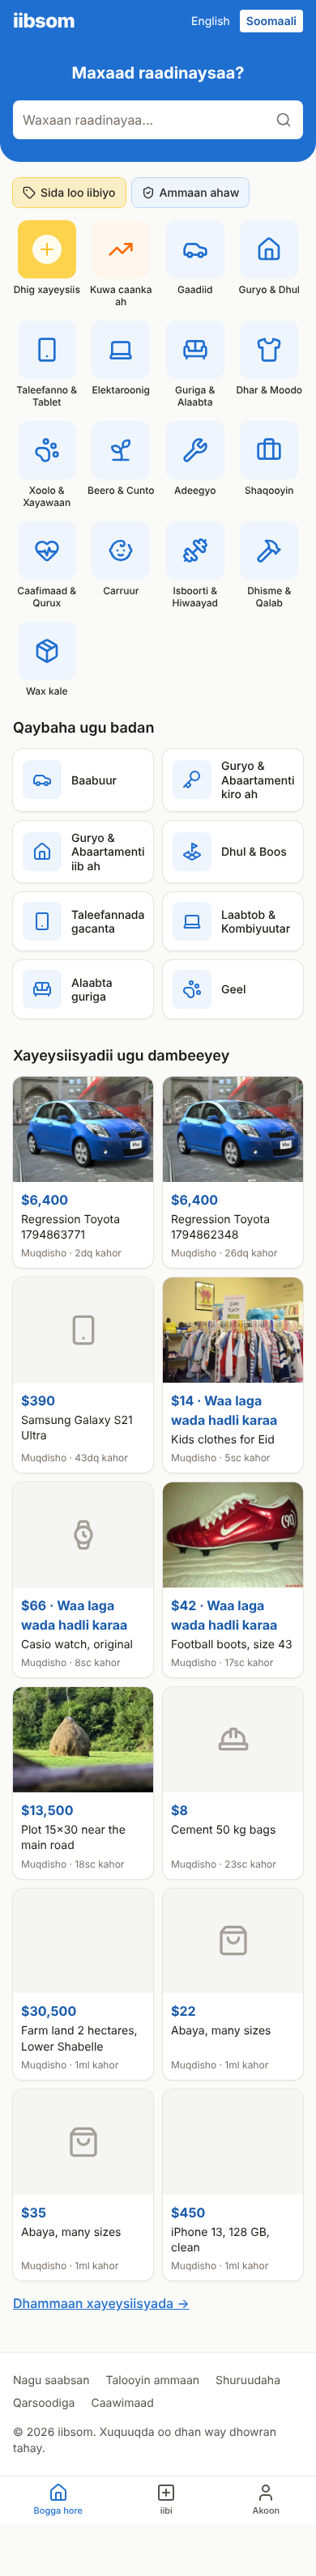 iibsom
English
Soomaali
Maxaad raadinaysaa?
Waxaan raadinayaa...
Sida loo iibiyo
Ammaan ahaw
Dhig xayeysiis
Kuwa caanka
ah
Gaadiid
Guryo & Dhul
Taleefanno &
Tablet
Elektaroonig
Guriga &
Alaabta
Dhar & Moodo
Xoolo &
Xayawaan
Beero & Cunto
Adeegyo
Shaqooyin
Caafimaad &
Qurux
Carruur
Isboorti &
Hiwaayad
Dhisme &
Qalab
Wax kale
Qaybaha ugu badan
Baabuur
Guryo &
Abaartamenti
kiro ah
Guryo &
Abaartamenti
iib ah
Dhul & Boos
Taleefannada
gacanta
Laabtob &
Kombiyuutar
Alaabta
guriga
Geel
Xayeysiisyadii ugu dambeeyey
$6,400
Regression Toyota
1794863771
Muqdisho · 2dq kahor
$6,400
Regression Toyota
1794862348
Muqdisho · 26dq kahor
$390
Samsung Galaxy S21
Ultra
Muqdisho · 43dq kahor
$14 · Waa laga
wada hadli karaa
Kids clothes for Eid
Muqdisho · 5sc kahor
$66 · Waa laga
wada hadli karaa
Casio watch, original
Muqdisho · 8sc kahor
$42 · Waa laga
wada hadli karaa
Football boots, size 43
Muqdisho · 17sc kahor
$13,500
Plot 15×30 near the
main road
Muqdisho · 18sc kahor
$8
Cement 50 kg bags
Muqdisho · 23sc kahor
$30,500
Farm land 2 hectares,
Lower Shabelle
Muqdisho · 1ml kahor
$22
Abaya, many sizes
Muqdisho · 1ml kahor
$35
Abaya, many sizes
Muqdisho · 1ml kahor
$450
iPhone 13, 128 GB,
clean
Muqdisho · 1ml kahor
Dhammaan xayeysiisyada →
Nagu saabsan
Talooyin ammaan
Shuruudaha
Qarsoodiga
Caawimaad
© 2026 iibsom. Xuquuqda oo dhan way dhowran
tahay.
Bogga hore
iibi
Akoon